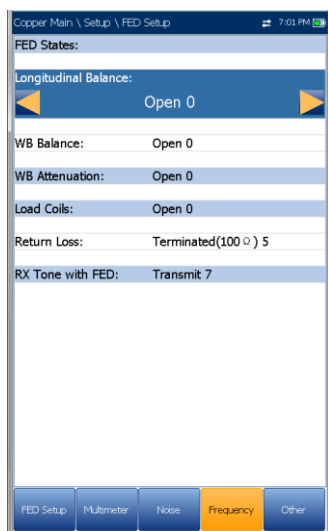 Copper Main \ Setup \ FED Setup 7:01 PM
FED States:
Longitudinal Balance:
Open 0
WB Balance: Open 0
WB Attenuation: Open 0
Load Coils: Open 0
Return Loss: Terminated(100 Ω) 5
RX Tone with FED: Transmit 7
FED Setup Multimeter Noise Frequency Other